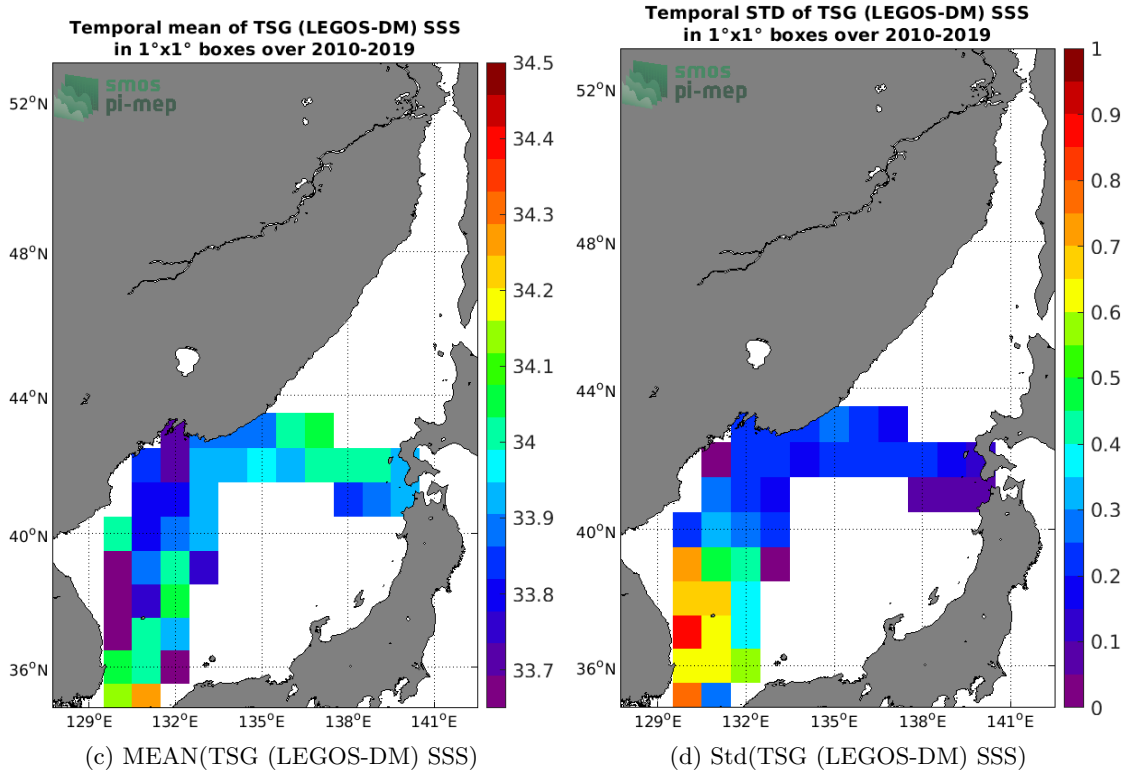 Temporal mean of TSG (LEGOS-DM) SSS
in 1°x1° boxes over 2010-2019
smos
pi-mep
52°N
48°N
44°N
40°N
36°N
129°E
132°E
135°E
138°E
141°E
34.5
34.4
34.3
34.2
34.1
34
33.9
33.8
33.7
(c) MEAN(TSG (LEGOS-DM) SSS)
Temporal STD of TSG (LEGOS-DM) SSS
in 1°x1° boxes over 2010-2019
smos
pi-mep
52°N
48°N
44°N
40°N
36°N
129°E
132°E
135°E
138°E
141°E
1
0.9
0.8
0.7
0.6
0.5
0.4
0.3
0.2
0.1
0
(d) Std(TSG (LEGOS-DM) SSS)